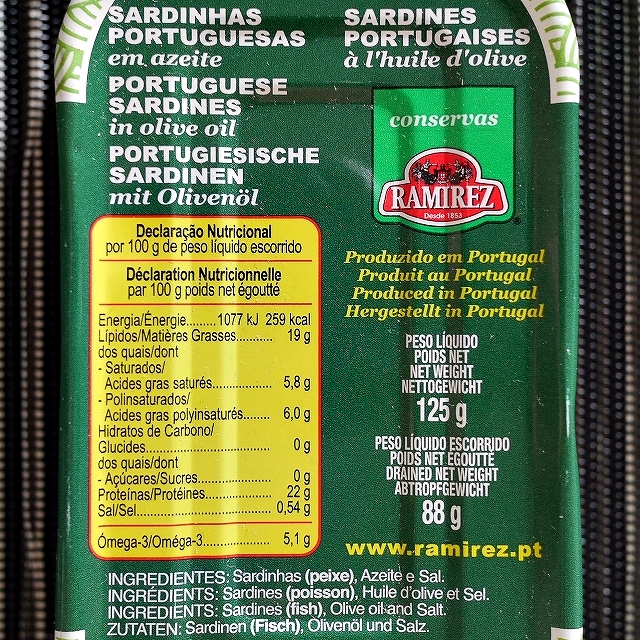 SARDINHAS
PORTUGUESAS
em azeite
PORTUGUESE
SARDINES
in olive oil
PORTUGIESISCHE
SARDINEN
mit Olivenöl
SARDINES
PORTUGAISES
à l'huile d'olive
conservas
RAMIREZ
Desde 1853
Produzido em Portugal
Produit au Portugal
Produced in Portugal
Hergestellt in Portugal
Declaração Nutricional
por 100 g de peso líquido escorrido
Déclaration Nutricionnelle
par 100 g poids net égoutté
Energia/Énergie........1077 kJ 259 kcal
Lípidos/Matières Grasses........... 19 g
dos quais/dont
- Saturados/
Acides gras saturés............... 5,8 g
- Polinsaturados/
Acides gras polyinsaturés....... 6,0 g
Hidratos de Carbono/
Glucides................................. 0 g
dos quais/dont
- Açúcares/Sucres................... 0 g
Proteínas/Protéines................. 22 g
Sal/Sel.................................. 0,54 g
Ómega-3/Oméga-3.................. 5,1 g
PESO LÍQUIDO
POIDS NET
NET WEIGHT
NETTOGEWICHT
125 g
PESO LÍQUIDO ESCORRIDO
POIDS NET ÉGOUTTÉ
DRAINED NET WEIGHT
ABTROPFGEWICHT
88 g
www.ramirez.pt
INGREDIENTES: Sardinhas (peixe), Azeite e Sal.
INGRÉDIENTS: Sardines (poisson), Huile d'olive et Sel.
INGREDIENTS: Sardines (fish), Olive oil and Salt.
ZUTATEN: Sardinen (Fisch), Olivenöl und Salz.